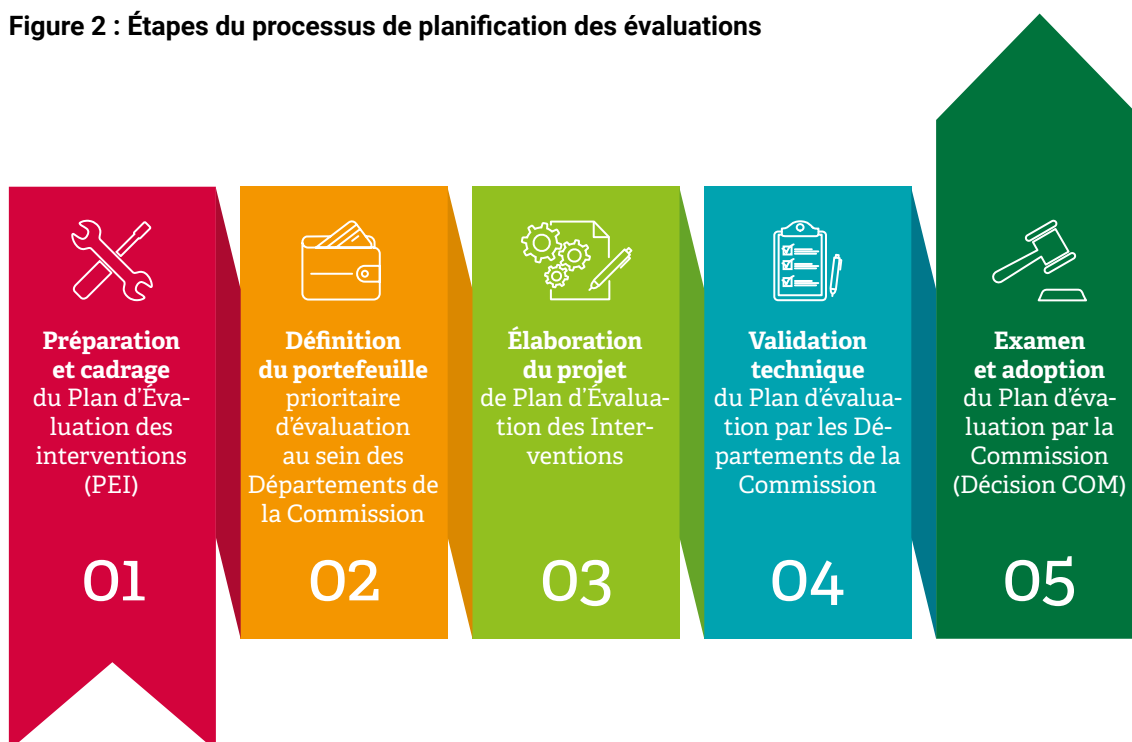 Figure 2 : Étapes du processus de planification des évaluations
Préparation
et cadrage
du Plan d'Éva-
luation des
interventions
(PEI)
01
Définition
du portefeuille
prioritaire
d'évaluation
au sein des
Départements de
la Commission
02
Élaboration
du projet
de Plan d'Évalua-
tion des Inter-
ventions
03
Validation
technique
du Plan d'évalua-
tion par les Dé-
partements de la
Commission
04
Examen
et adoption
du Plan d'éva-
luation par la
Commission
(Décision COM)
05